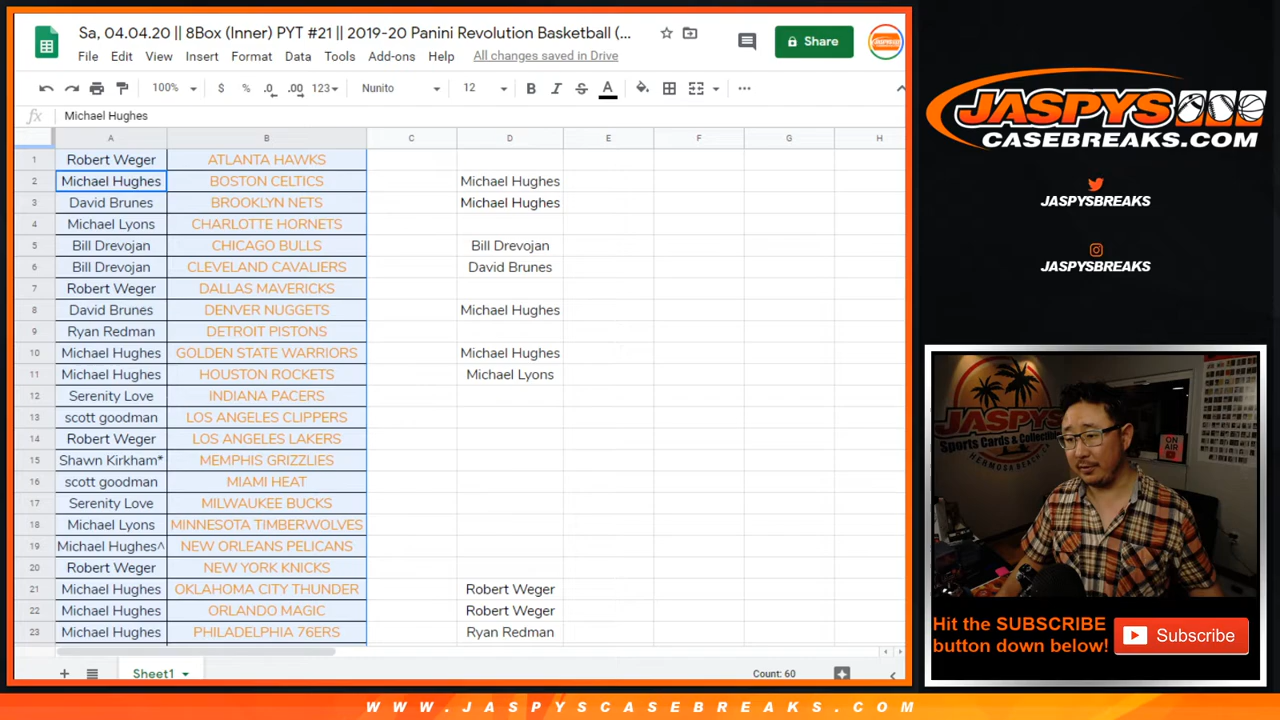 Sa, 04.04.20 || 8Box (Inner) PYT #21 || 2019-20 Panini Revolution Basketball (...
File Edit View Insert Format Data Tools Add-ons Help All changes saved in Drive
Share
100% $ % .0 .00 123 Nunito 12 B I S A
fx Michael Hughes
A B C D E F G H
1 Robert Weger ATLANTA HAWKS
2 Michael Hughes BOSTON CELTICS Michael Hughes
3 David Brunes BROOKLYN NETS Michael Hughes
4 Michael Lyons CHARLOTTE HORNETS
5 Bill Drevojan CHICAGO BULLS Bill Drevojan
6 Bill Drevojan CLEVELAND CAVALIERS David Brunes
7 Robert Weger DALLAS MAVERICKS
8 David Brunes DENVER NUGGETS Michael Hughes
9 Ryan Redman DETROIT PISTONS
10 Michael Hughes GOLDEN STATE WARRIORS Michael Hughes
11 Michael Hughes HOUSTON ROCKETS Michael Lyons
12 Serenity Love INDIANA PACERS
13 scott goodman LOS ANGELES CLIPPERS
14 Robert Weger LOS ANGELES LAKERS
15 Shawn Kirkham* MEMPHIS GRIZZLIES
16 scott goodman MIAMI HEAT
17 Serenity Love MILWAUKEE BUCKS
18 Michael Lyons MINNESOTA TIMBERWOLVES
19 Michael Hughes^ NEW ORLEANS PELICANS
20 Robert Weger NEW YORK KNICKS
21 Michael Hughes OKLAHOMA CITY THUNDER Robert Weger
22 Michael Hughes ORLANDO MAGIC Robert Weger
23 Michael Hughes PHILADELPHIA 76ERS Ryan Redman
Sheet1
Count: 60
JASPYS
CASEBREAKS.COM
JASPYSBREAKS
JASPYSBREAKS
JASPYS
Sports Cards & Collectibles
HERMOSA BEACH
ON AIR
Hit the SUBSCRIBE
button down below!
Subscribe
WWW.JASPYSCASEBREAKS.COM